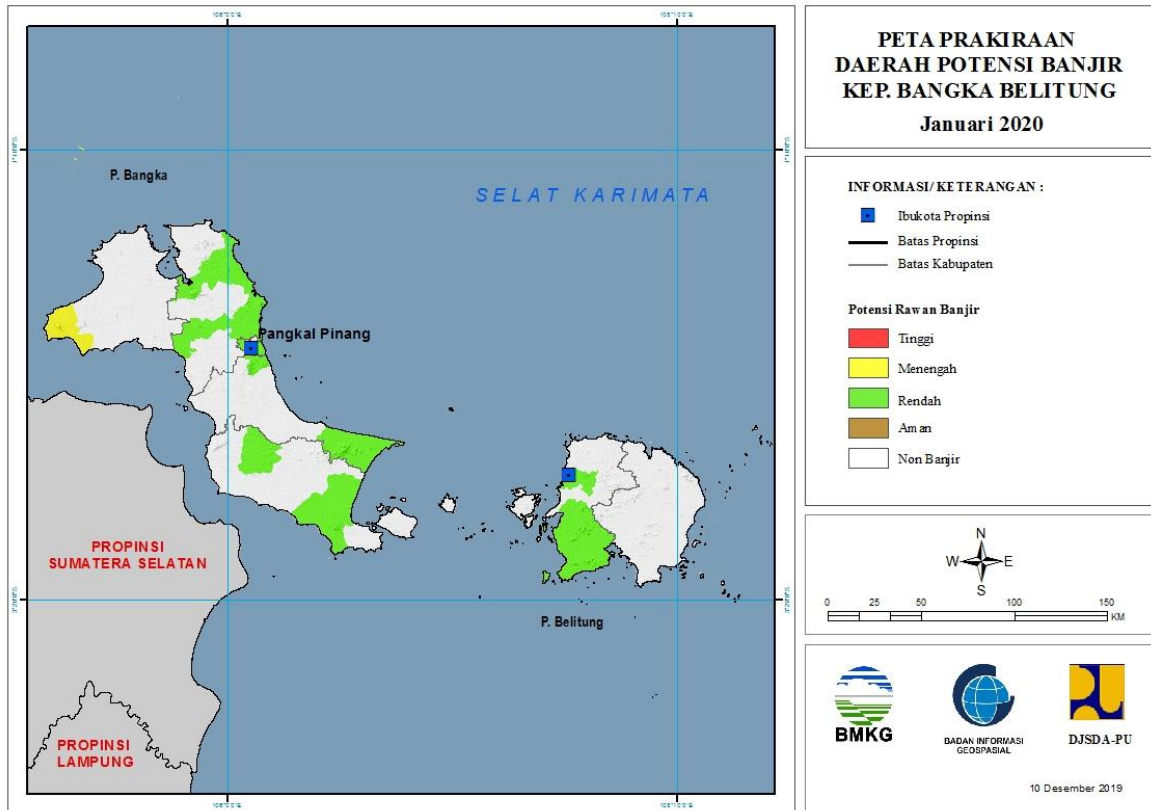 PETA PRAKIRAAN
DAERAH POTENSI BANJIR
KEP. BANGKA BELITUNG
Januari 2020
P. Bangka
SELAT KARIMATA
Pangkal Pinang
PROPINSI
SUMATERA SELATAN
P. Belitung
PROPINSI
LAMPUNG
INFORMASI/KETERANGAN :
Ibukota Propinsi
Batas Propinsi
Batas Kabupaten
Potensi Rawan Banjir
Tinggi
Menengah
Rendah
Aman
Non Banjir
N
W E
S
0 25 50 100 150
KM
BMKG
BADAN INFORMASI
GEOSPASIAL
DJSDA-PU
10 Desember 2019